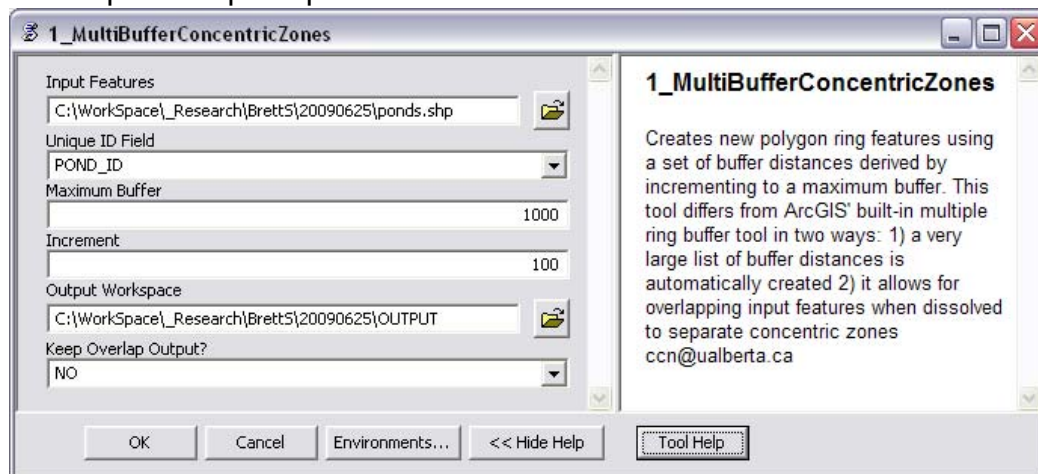 1_MultiBufferConcentricZones
Input Features
C:\WorkSpace\_Research\BrettS\20090625\ponds.shp
Unique ID Field
POND_ID
Maximum Buffer
1000
Increment
100
Output Workspace
C:\WorkSpace\_Research\BrettS\20090625\OUTPUT
Keep Overlap Output?
NO
OK
Cancel
Environments...
<< Hide Help
1_MultiBufferConcentricZones
Creates new polygon ring features using
a set of buffer distances derived by
incrementing to a maximum buffer. This
tool differs from ArcGIS' built-in multiple
ring buffer tool in two ways: 1) a very
large list of buffer distances is
automatically created 2) it allows for
overlapping input features when dissolved
to separate concentric zones
ccn@ualberta.ca
Tool Help